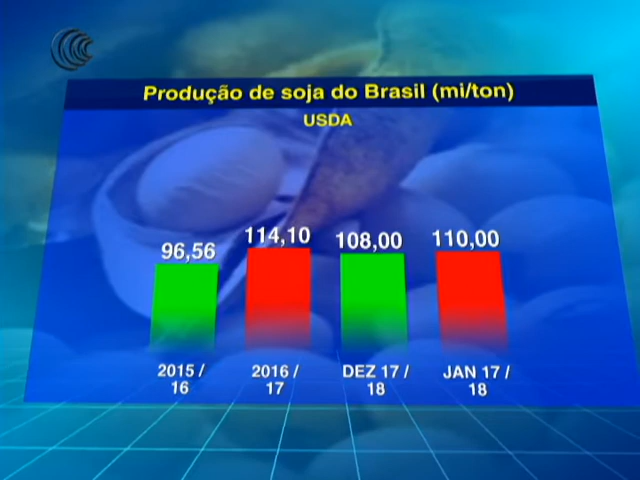 Produção de soja do Brasil (mi/ton)
USDA
96,56
114,10
108,00
110,00
2015 /
16
2016 /
17
DEZ 17 /
18
JAN 17 /
18